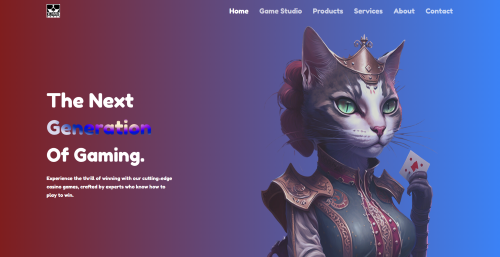 Home Game Studio Products Services About Contact
The Next
Generation
Of Gaming.
Experience the thrill of winning with our cutting-edge
casino games, crafted by experts who know how to
play to win.